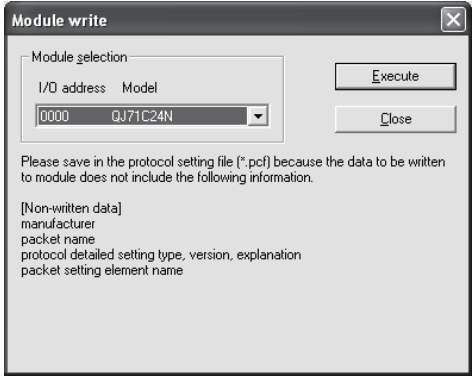 Module write
Module selection
I/O address Model
0000 QJ71C24N
Execute
Close
Please save in the protocol setting file (*.pcf) because the data to be written
to module does not include the following information.
[Non-written data]
manufacturer
packet name
protocol detailed setting type, version, explanation
packet setting element name